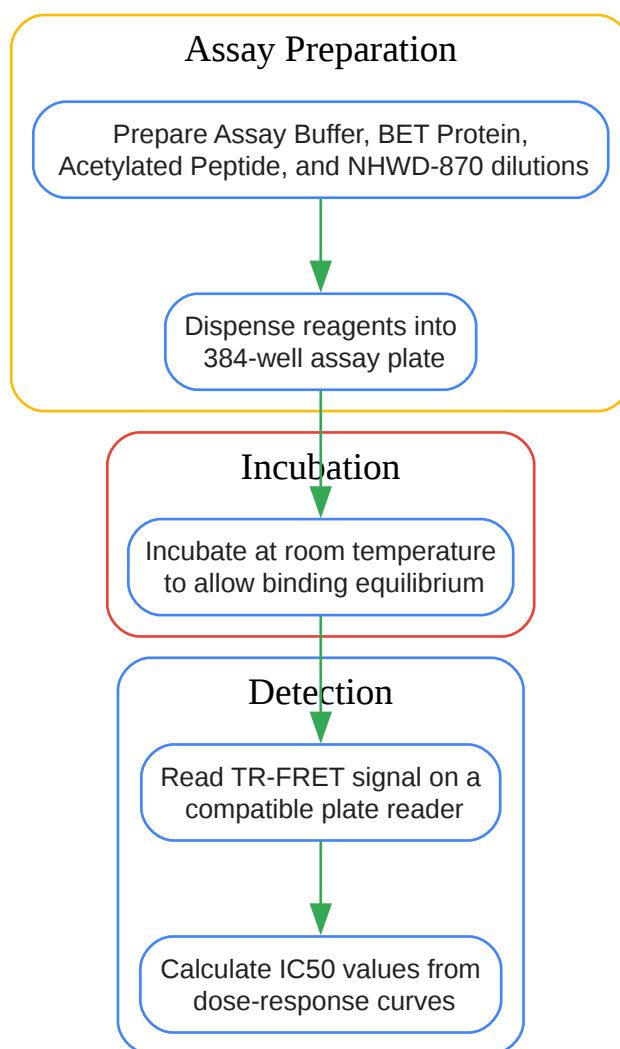 Assay Preparation
Prepare Assay Buffer, BET Protein,
Acetylated Peptide, and NHWD-870 dilutions
Dispense reagents into
384-well assay plate
Incubation
Incubate at room temperature
to allow binding equilibrium
Detection
Read TR-FRET signal on a
compatible plate reader
Calculate IC50 values from
dose-response curves